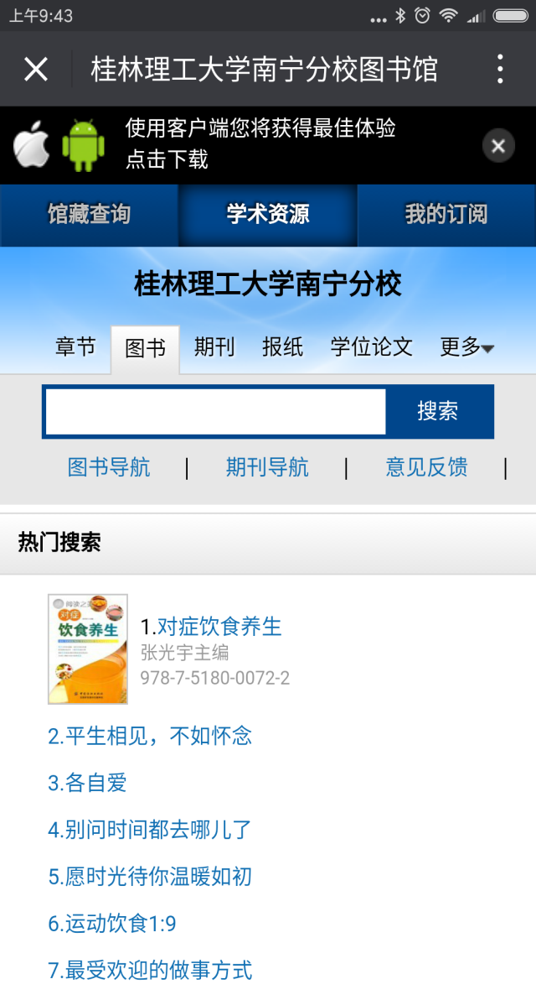 上午9:43
桂林理工大学南宁分校图书馆
使用客户端您将获得最佳体验
点击下载
馆藏查询 学术资源 我的订阅
桂林理工大学南宁分校
章节 图书 期刊 报纸 学位论文 更多
搜索
图书导航 | 期刊导航 | 意见反馈 |
热门搜索
阅读之美
对症
饮食养生
1.对症饮食养生
张光宇主编
978-7-5180-0072-2
2.平生相见，不如怀念
3.各自爱
4.别问时间都去哪儿了
5.愿时光待你温暖如初
6.运动饮食1:9
7.最受欢迎的做事方式